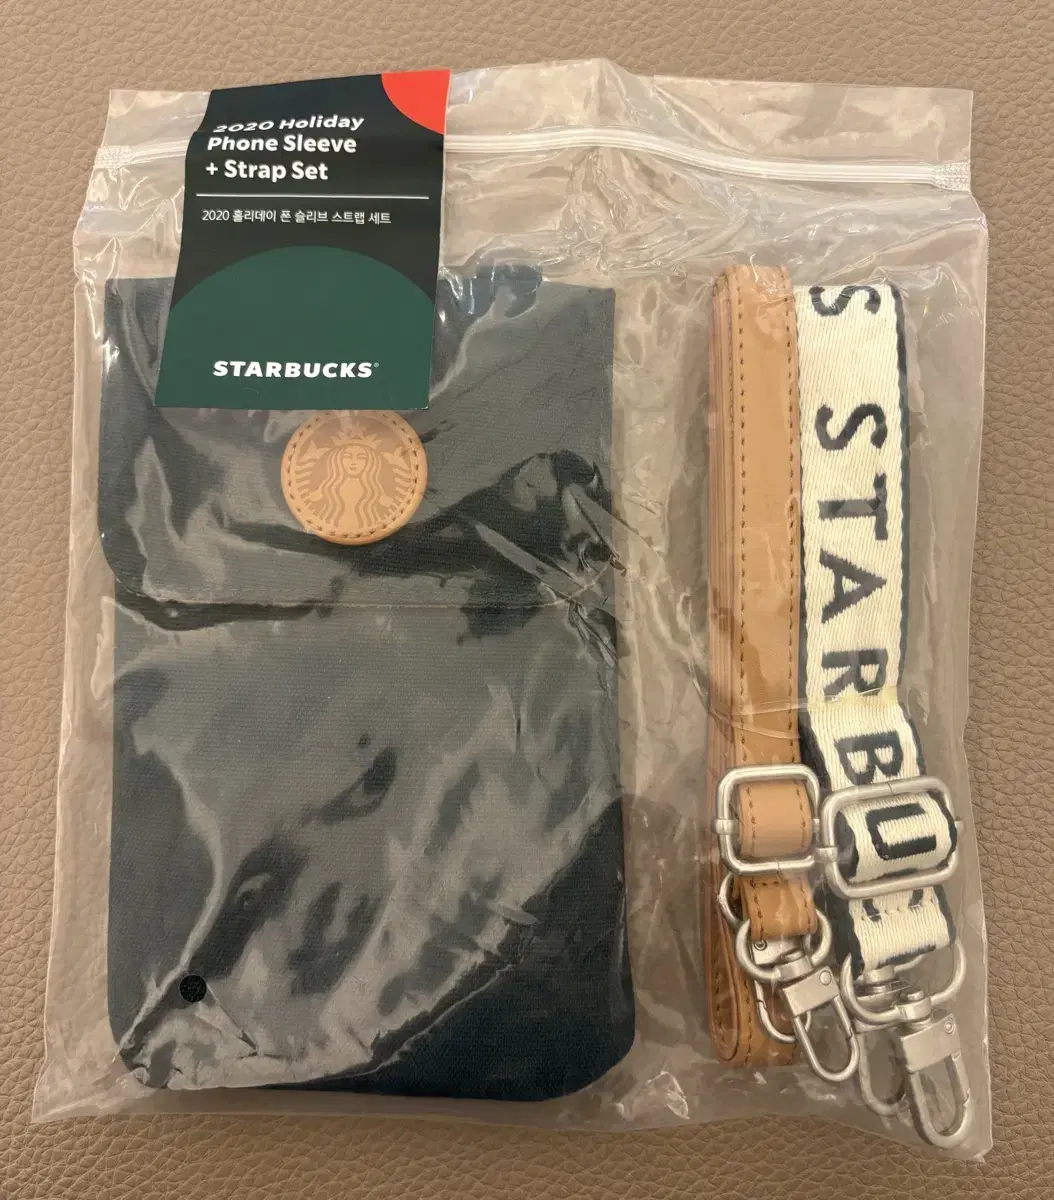 2020 Holiday
Phone Sleeve
+ Strap Set
2020 홀리데이 폰 슬리브 스트랩 세트
STARBUCKS®
S STARBUC